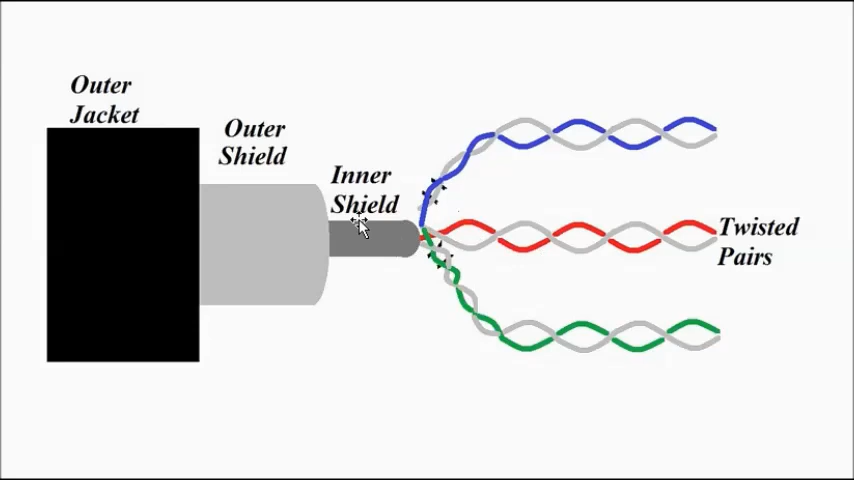 Outer
Jacket
Outer
Shield
Inner
Shield
Twisted
Pairs